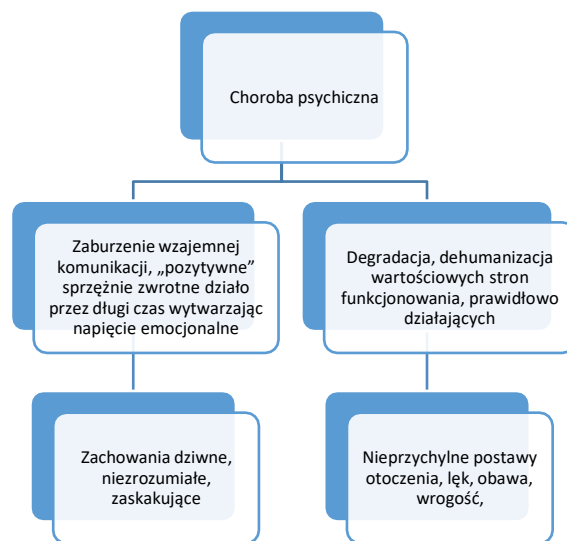 Choroba psychiczna
Zaburzenie wzajemnej
komunikacji, „pozytywne”
sprzężnie zwrotne działo
przez długi czas wytwarzając
napięcie emocjonalne
Degradacja, dehumanizacja
wartościowych stron
funkcjonowania, prawidłowo
działających
Zachowania dziwne,
niezrozumiałe,
zaskakujące
Nieprzychylne postawy
otoczenia, lęk, obawa,
wrogość,